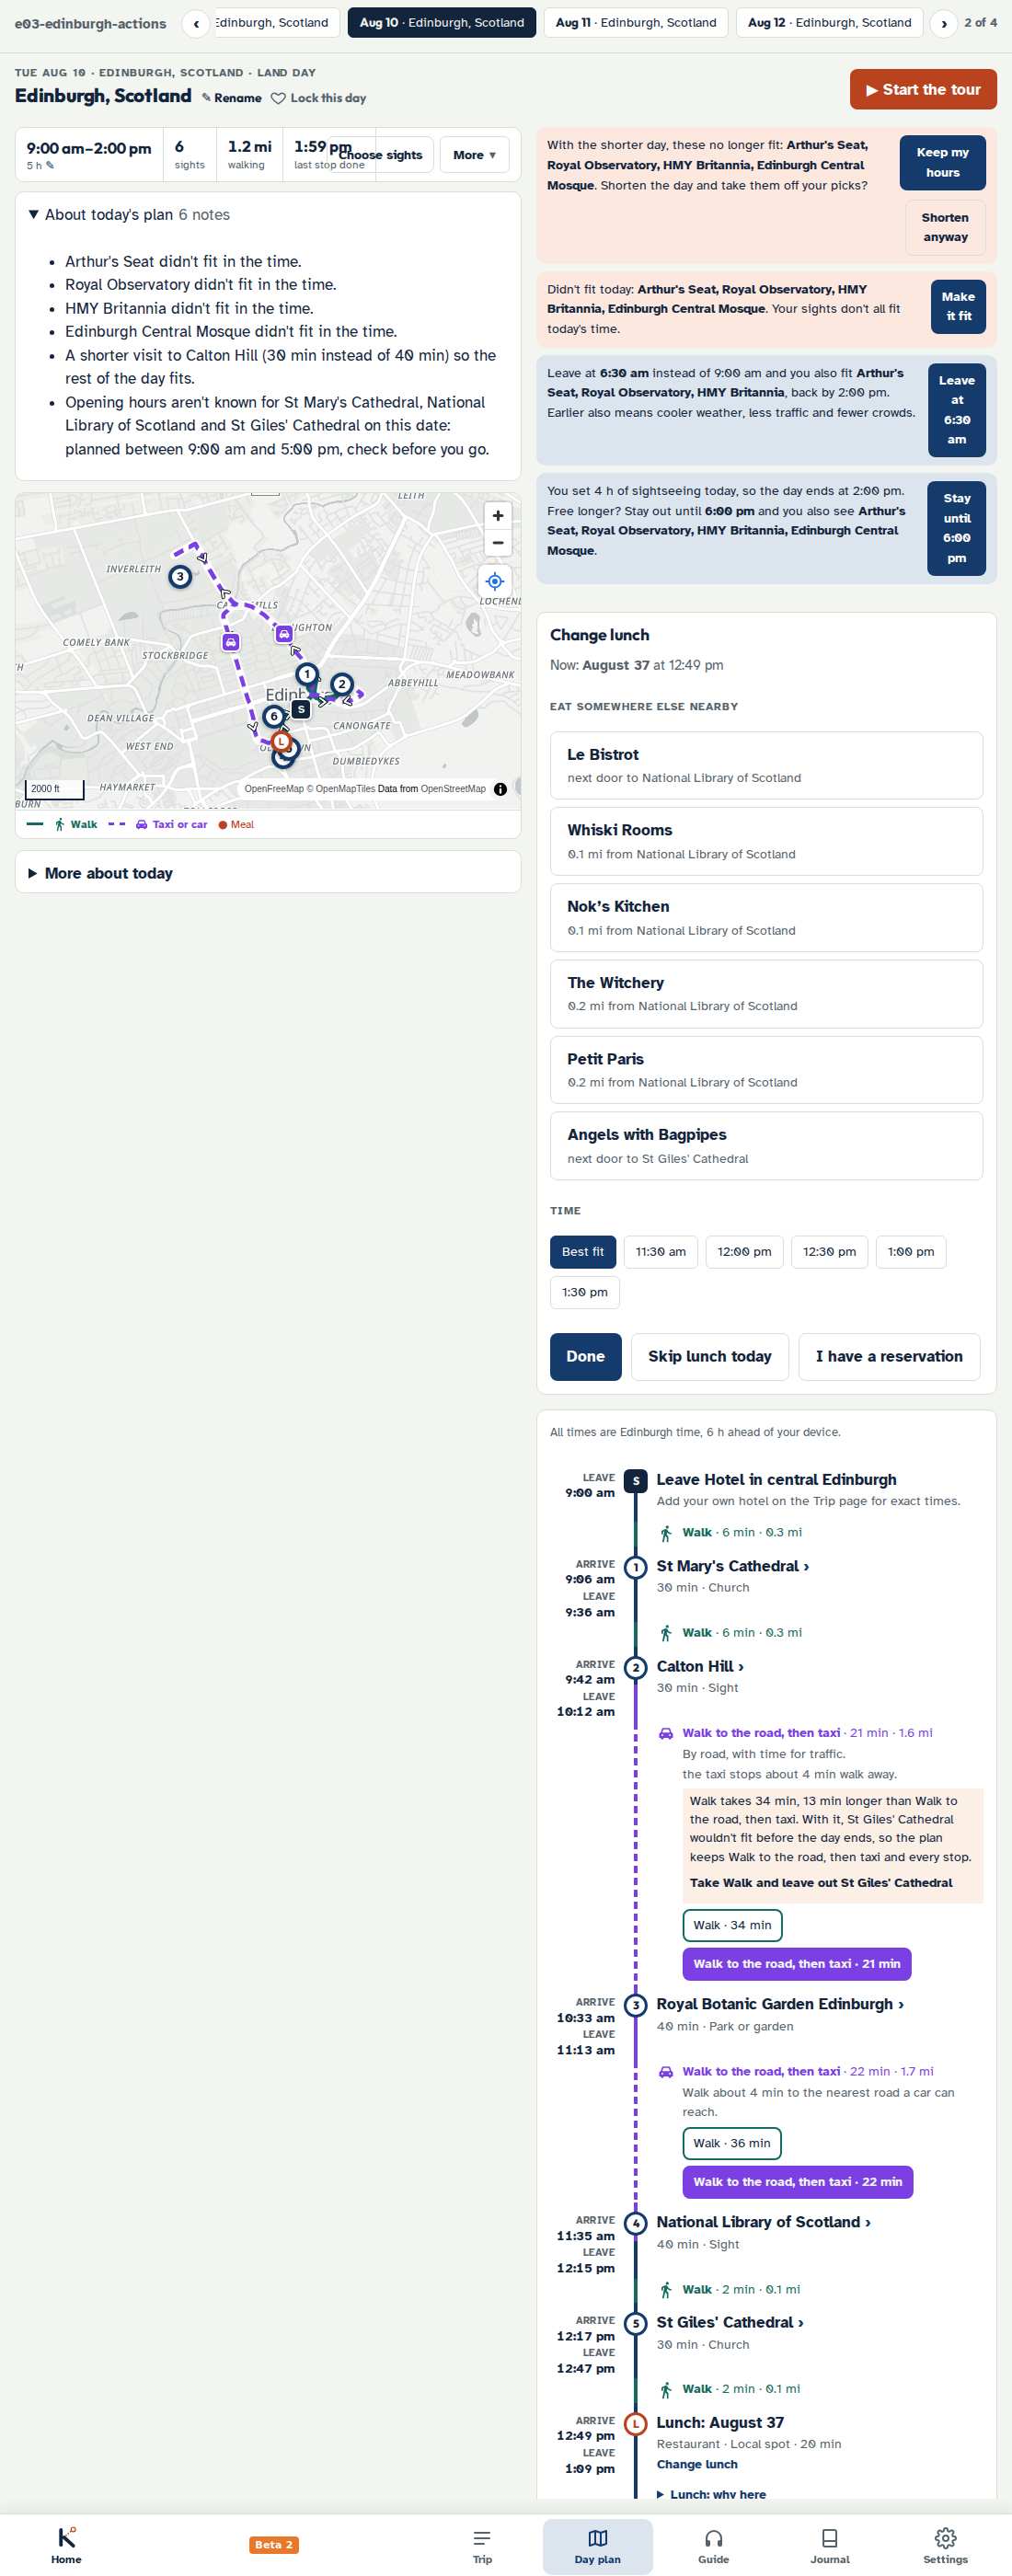 e03-edinburgh-actions
‹
Edinburgh, Scotland
Aug 10 · Edinburgh, Scotland
Aug 11 · Edinburgh, Scotland
Aug 12 · Edinburgh, Scotland
›
2 of 4
TUE AUG 10 · EDINBURGH, SCOTLAND · LAND DAY
Edinburgh, Scotland
✎ Rename
Lock this day
▶ Start the tour
9:00 am–2:00 pm
5 h ✎
6
sights
1.2 mi
walking
1:59 pm
last stop done
Choose sights
More ▼
▼ About today's plan 6 notes
• Arthur's Seat didn't fit in the time.
• Royal Observatory didn't fit in the time.
• HMY Britannia didn't fit in the time.
• Edinburgh Central Mosque didn't fit in the time.
• A shorter visit to Calton Hill (30 min instead of 40 min) so the
rest of the day fits.
• Opening hours aren't known for St Mary's Cathedral, National
Library of Scotland and St Giles' Cathedral on this date:
planned between 9:00 am and 5:00 pm, check before you go.
LEITH
INVERLEITH
3
COMELY BANK
STOCKBRIDGE
MEADOWBANK
ABBEYHILL
1
2
S
6
L
DEAN VILLAGE
CANONGATE
WEST END
DUMBIEDYKES
HAYMARKET
2000 ft
OpenFreeMap © OpenMapTiles Data from OpenStreetMap
Walk
Taxi or car
Meal
▶ More about today
With the shorter day, these no longer fit: Arthur's Seat,
Royal Observatory, HMY Britannia, Edinburgh Central
Mosque. Shorten the day and take them off your picks?
Keep my
hours
Shorten
anyway
Didn't fit today: Arthur's Seat, Royal Observatory, HMY
Britannia, Edinburgh Central Mosque. Your sights don't all fit
today's time.
Make
it fit
Leave at 6:30 am instead of 9:00 am and you also fit Arthur's
Seat, Royal Observatory, HMY Britannia, back by 2:00 pm.
Earlier also means cooler weather, less traffic and fewer crowds.
Leave
at
6:30
am
You set 4 h of sightseeing today, so the day ends at 2:00 pm.
Free longer? Stay out until 6:00 pm and you also see Arthur's
Seat, Royal Observatory, HMY Britannia, Edinburgh Central
Mosque.
Stay
until
6:00
pm
Change lunch
Now: August 37 at 12:49 pm
EAT SOMEWHERE ELSE NEARBY
Le Bistrot
next door to National Library of Scotland
Whiski Rooms
0.1 mi from National Library of Scotland
Nok's Kitchen
0.1 mi from National Library of Scotland
The Witchery
0.2 mi from National Library of Scotland
Petit Paris
0.2 mi from National Library of Scotland
Angels with Bagpipes
next door to St Giles' Cathedral
TIME
Best fit
11:30 am
12:00 pm
12:30 pm
1:00 pm
1:30 pm
Done
Skip lunch today
I have a reservation
All times are Edinburgh time, 6 h ahead of your device.
LEAVE
9:00 am
S
Leave Hotel in central Edinburgh
Add your own hotel on the Trip page for exact times.
Walk · 6 min · 0.3 mi
ARRIVE
9:06 am
LEAVE
9:36 am
1
St Mary's Cathedral ›
30 min · Church
Walk · 6 min · 0.3 mi
ARRIVE
9:42 am
LEAVE
10:12 am
2
Calton Hill ›
30 min · Sight
Walk to the road, then taxi · 21 min · 1.6 mi
By road, with time for traffic.
the taxi stops about 4 min walk away.
Walk takes 34 min, 13 min longer than Walk to
the road, then taxi. With it, St Giles' Cathedral
wouldn't fit before the day ends, so the plan
keeps Walk to the road, then taxi and every stop.
Take Walk and leave out St Giles' Cathedral
Walk · 34 min
Walk to the road, then taxi · 21 min
ARRIVE
10:33 am
LEAVE
11:13 am
3
Royal Botanic Garden Edinburgh ›
40 min · Park or garden
Walk to the road, then taxi · 22 min · 1.7 mi
Walk about 4 min to the nearest road a car can
reach.
Walk · 36 min
Walk to the road, then taxi · 22 min
ARRIVE
11:35 am
LEAVE
12:15 pm
4
National Library of Scotland ›
40 min · Sight
Walk · 2 min · 0.1 mi
ARRIVE
12:17 pm
LEAVE
12:47 pm
5
St Giles' Cathedral ›
30 min · Church
Walk · 2 min · 0.1 mi
ARRIVE
12:49 pm
LEAVE
1:09 pm
L
Lunch: August 37
Restaurant · Local spot · 20 min
Change lunch
▶ Lunch: why here
Home
Beta 2
Trip
Day plan
Guide
Journal
Settings